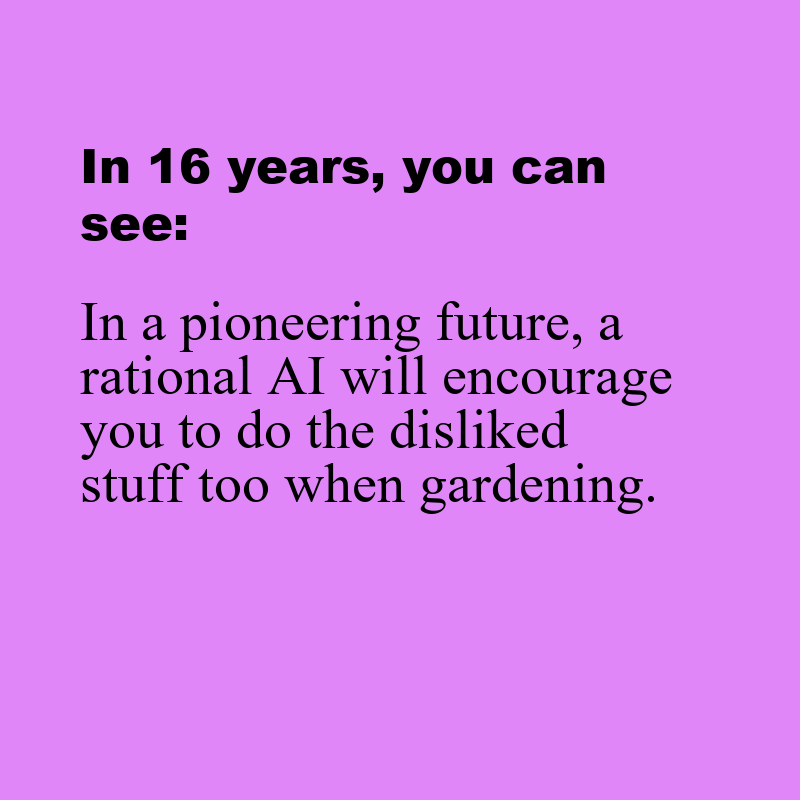 In 16 years, you can
see:
In a pioneering future, a
rational AI will encourage
you to do the disliked
stuff too when gardening.